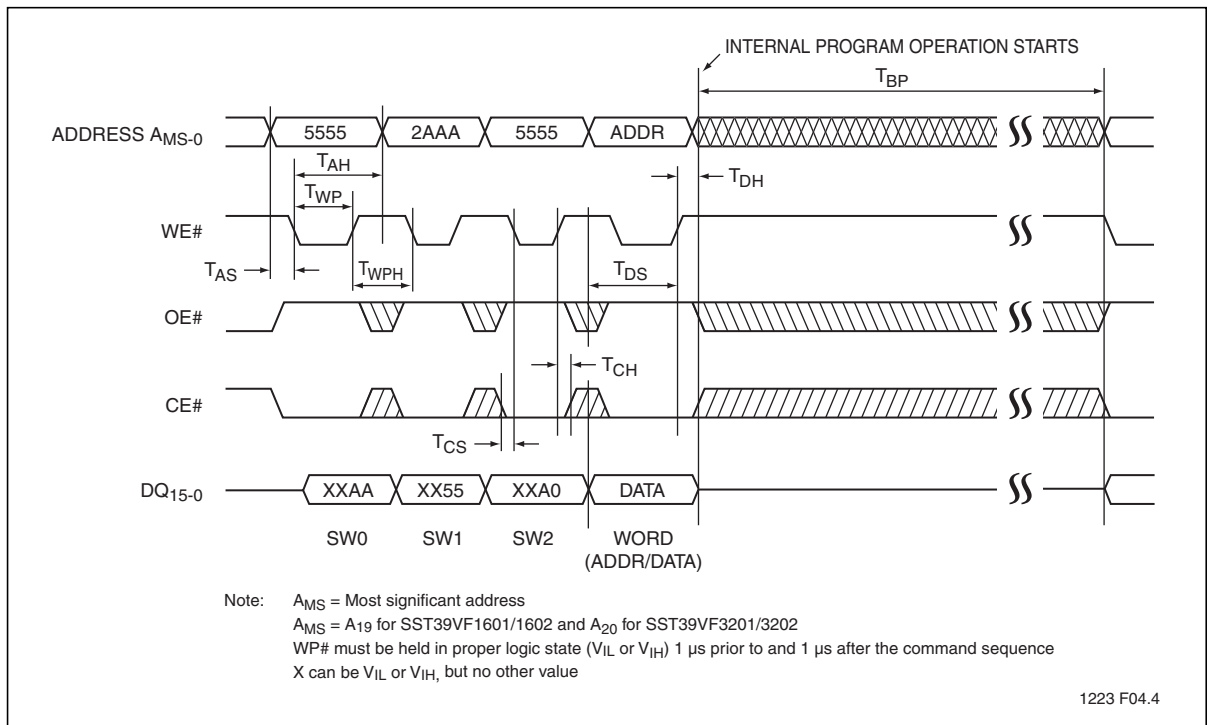 INTERNAL PROGRAM OPERATION STARTS
TBP
ADDRESS AMS-0
5555
2AAA
5555
ADDR
TAH
TDH
TWP
WE#
TAS
TWPH
TDS
OE#
TCH
CE#
TCS
DQ15-0
XXAA
XX55
XXA0
DATA
SW0
SW1
SW2
WORD
(ADDR/DATA)
Note: AMS = Most significant address
AMS = A19 for SST39VF1601/1602 and A20 for SST39VF3201/3202
WP# must be held in proper logic state (VIL or VIH) 1 µs prior to and 1 µs after the command sequence
X can be VIL or VIH, but no other value
1223 F04.4